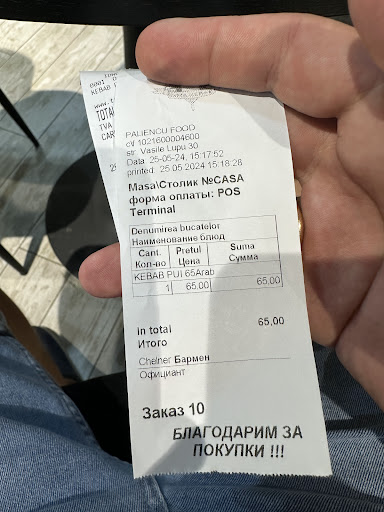 KEBAB
TOTAL
TVA
PALIENCU FOOD
c\/ 1021600004600
str. Vasile Lupu 30
Data: 25-05-24, 15:17:52
printed: 25.05.2024 15:18:28
Masa\Столик №CASA
форма оплаты: POS
Terminal
Denumirea bucatelor
Наименование блюд
Cant. Pretul Suma
Кол-во Цена Сумма
KEBAB PUI 65Arab
1 65,00 65,00
In total 65,00
Итого
Chelner Бармен
Официант
Заказ 10
БЛАГОДАРИМ ЗА
ПОКУПКИ !!!